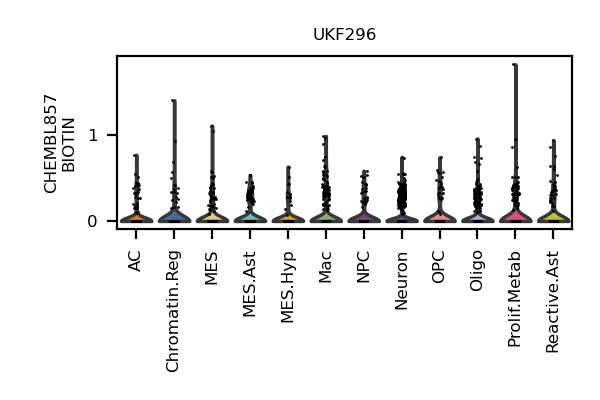 UKF296
CHEMBL857
BIOTIN
1
0
AC
Chromatin.Reg
MES
MES.Ast
MES.Hyp
Mac
NPC
Neuron
OPC
Oligo
Prolif.Metab
Reactive.Ast